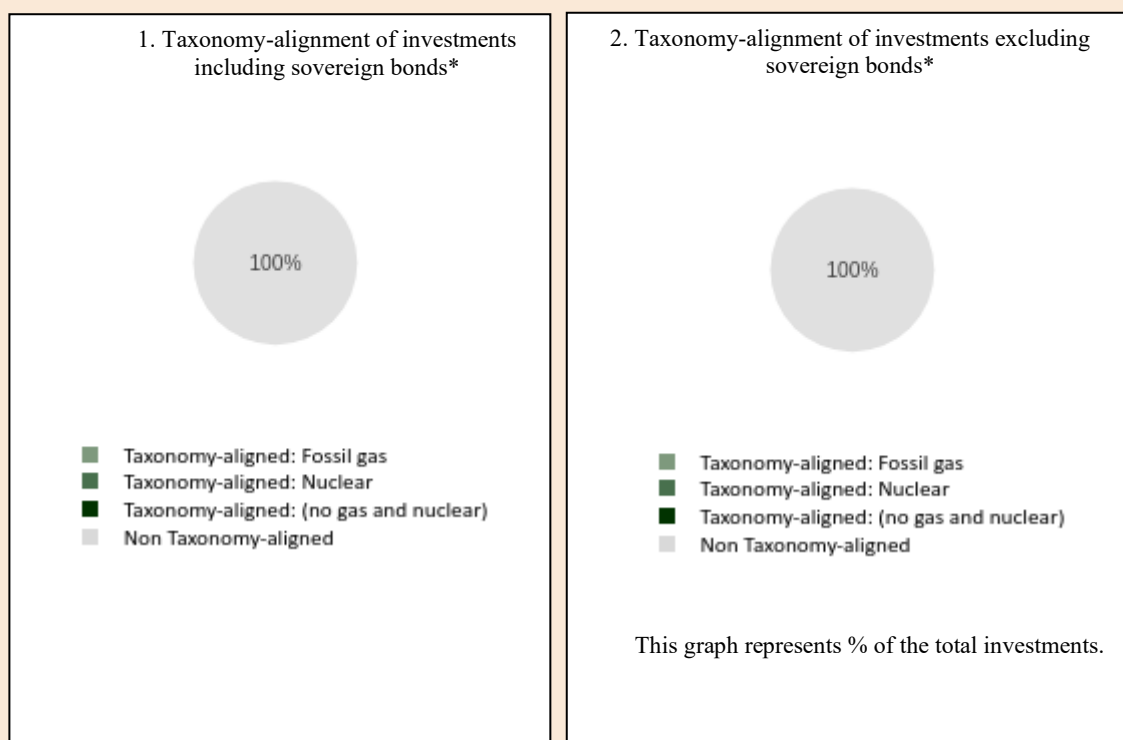 1. Taxonomy-alignment of investments
including sovereign bonds*
100%
Taxonomy-aligned: Fossil gas
Taxonomy-aligned: Nuclear
Taxonomy-aligned: (no gas and nuclear)
Non Taxonomy-aligned
2. Taxonomy-alignment of investments excluding
sovereign bonds*
100%
Taxonomy-aligned: Fossil gas
Taxonomy-aligned: Nuclear
Taxonomy-aligned: (no gas and nuclear)
Non Taxonomy-aligned
This graph represents % of the total investments.